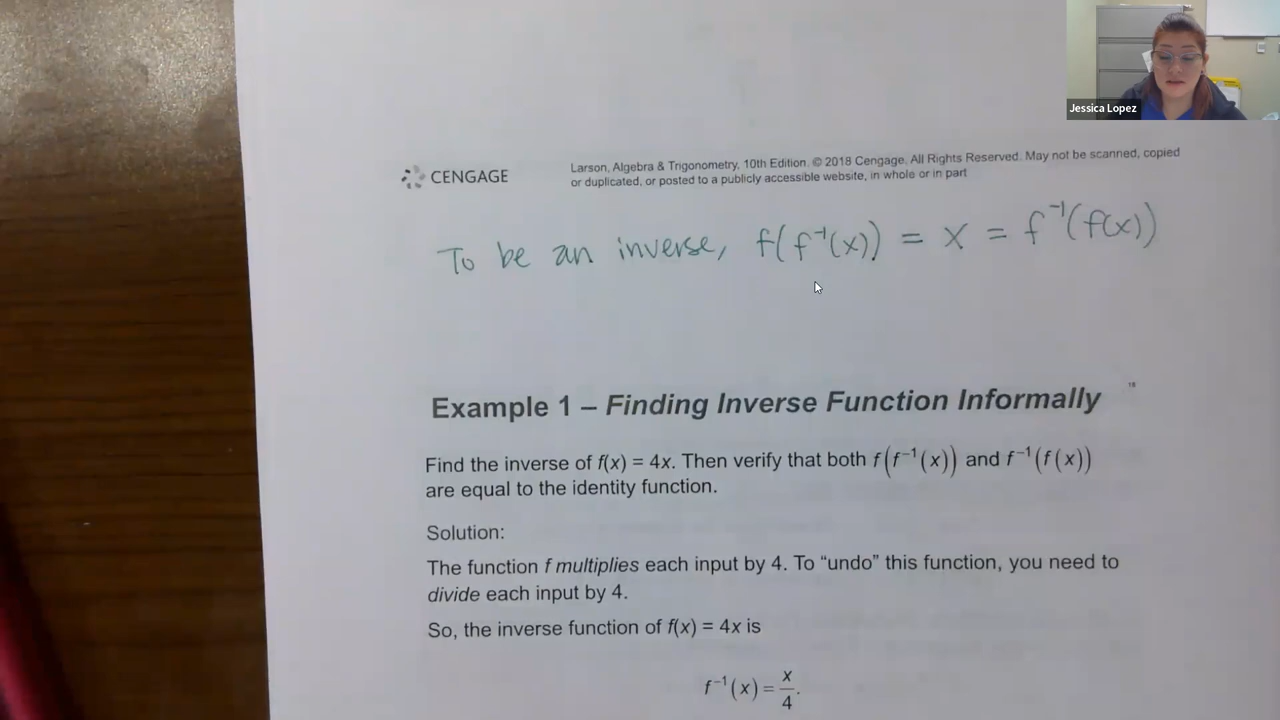 Jessica Lopez
CENGAGE
Larson, Algebra & Trigonometry, 10th Edition. © 2018 Cengage. All Rights Reserved. May not be scanned, copied
or duplicated, or posted to a publicly accessible website, in whole or in part
To be an inverse, f(f⁻¹(x)) = x = f⁻¹(f(x))
18
Example 1 – Finding Inverse Function Informally
Find the inverse of f(x) = 4x. Then verify that both f(f⁻¹(x)) and f⁻¹(f(x))
are equal to the identity function.
Solution:
The function f multiplies each input by 4. To “undo” this function, you need to
divide each input by 4.
So, the inverse function of f(x) = 4x is
f⁻¹(x) = x/4.